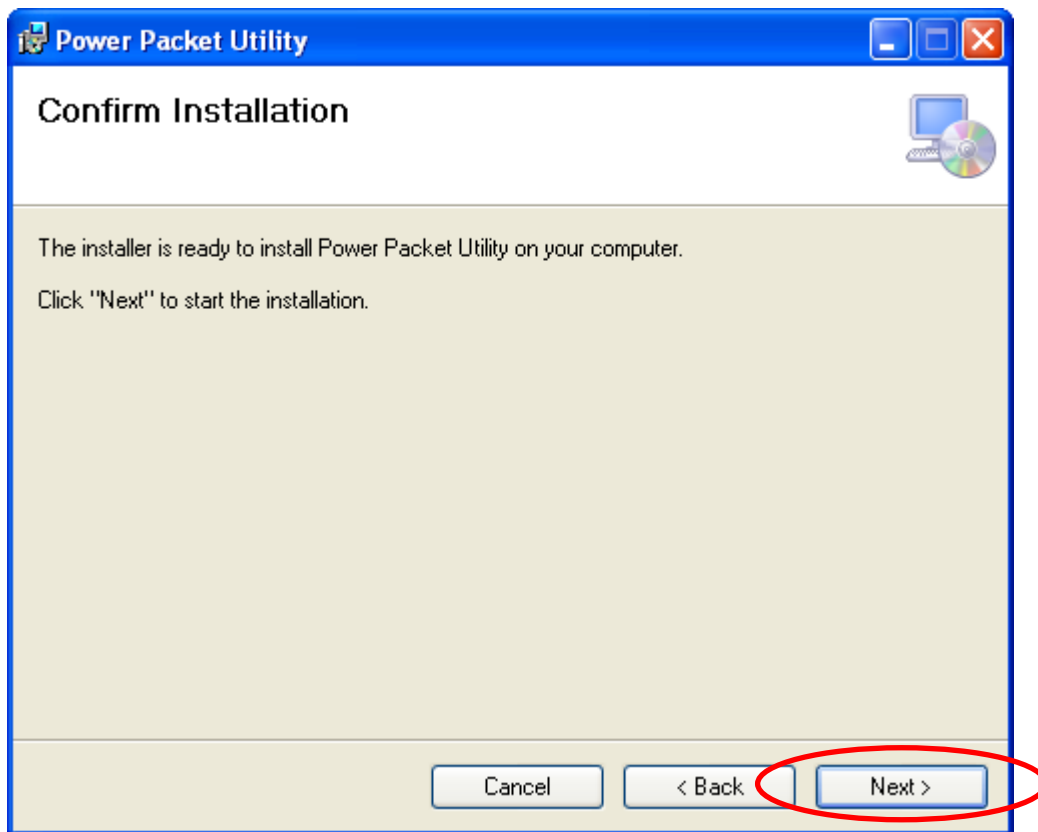 Power Packet Utility
Confirm Installation
The installer is ready to install Power Packet Utility on your computer.
Click "Next" to start the installation.
Cancel
< Back
Next >